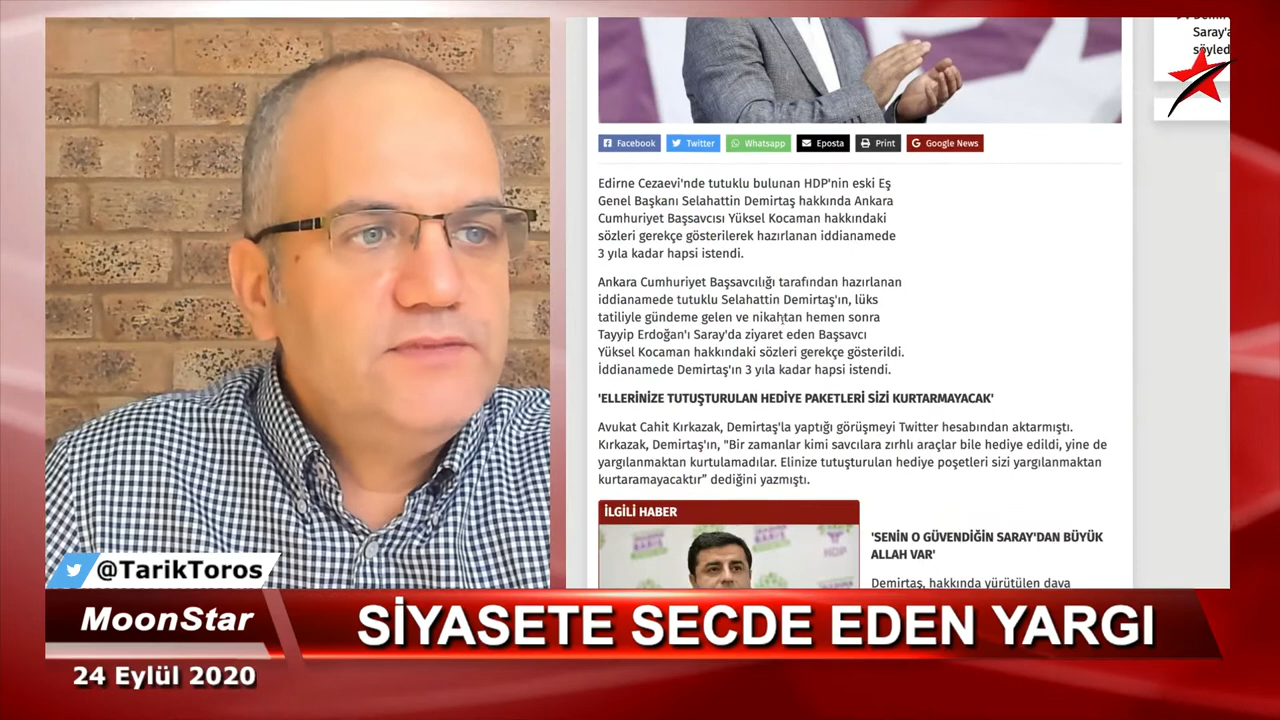 Saray'a
söyled
Facebook
Twitter
Whatsapp
Eposta
Print
Google News
Edirne Cezaevi'nde tutuklu bulunan HDP'nin eski Eş
Genel Başkanı Selahattin Demirtaş hakkında Ankara
Cumhuriyet Başsavcısı Yüksel Kocaman hakkındaki
sözleri gerekçe gösterilerek hazırlanan iddianamede
3 yıla kadar hapsi istendi.
Ankara Cumhuriyet Başsavcılığı tarafından hazırlanan
iddianamede tutuklu Selahattin Demirtaş'ın, lüks
tatiliyle gündeme gelen ve nikahtan hemen sonra
Tayyip Erdoğan'ı Saray'da ziyaret eden Başsavcı
Yüksel Kocaman hakkındaki sözleri gerekçe gösterildi.
İddianamede Demirtaş'ın 3 yıla kadar hapsi istendi.
'ELLERİNİZE TUTUŞTURULAN HEDİYE PAKETLERİ SİZİ KURTARMAYACAK'
Avukat Cahit Kırkazak, Demirtaş'la yaptığı görüşmeyi Twitter hesabından aktarmıştı.
Kırkazak, Demirtaş'ın, "Bir zamanlar kimi savcılara zırhlı araçlar bile hediye edildi, yine de
yargılanmaktan kurtulamadılar. Elinize tutuşturulan hediye poşetleri sizi yargılanmaktan
kurtaramayacaktır” dediğini yazmıştı.
İLGİLİ HABER
HDP
'SENİN O GÜVENDİĞİN SARAY'DAN BÜYÜK
ALLAH VAR'
Demirtaş, hakkında yürütülen dava
@TarikToros
MoonStar
SİYASETE SECDE EDEN YARGI
24 Eylül 2020